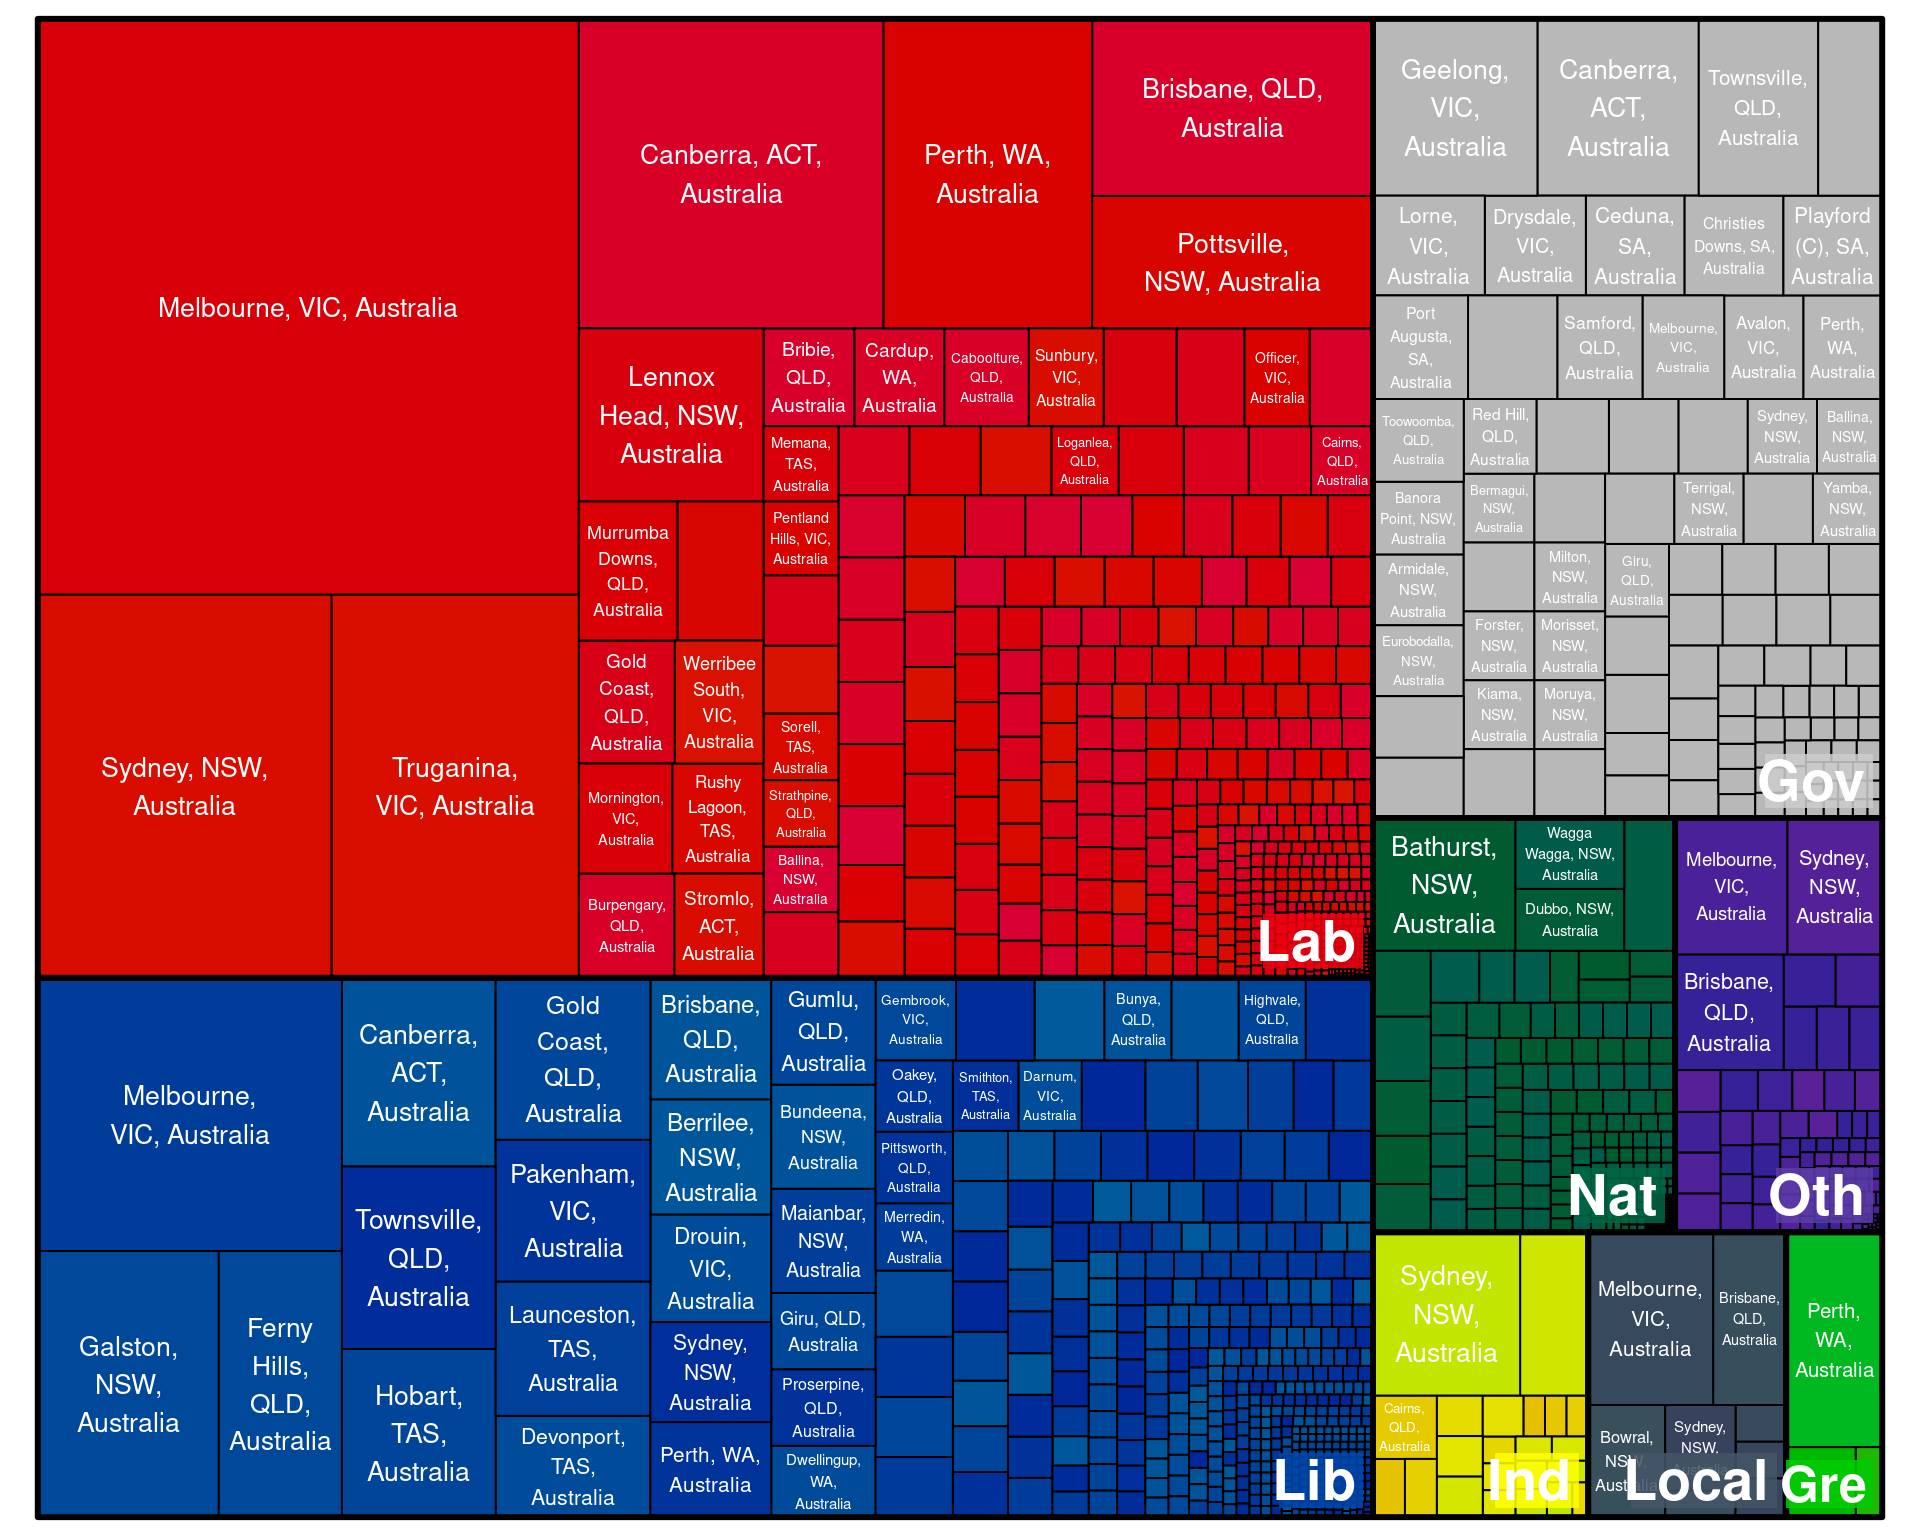 Melbourne, VIC, Australia
Sydney, NSW,
Australia
Truganina,
VIC, Australia
Canberra, ACT,
Australia
Perth, WA,
Australia
Brisbane, QLD,
Australia
Pottsville,
NSW, Australia
Lennox
Head, NSW,
Australia
Murrumba
Downs,
QLD,
Australia
Gold
Coast,
QLD,
Australia
Werribee
South,
VIC,
Australia
Mornington,
VIC,
Australia
Rushy
Lagoon,
TAS,
Australia
Burpengary,
QLD,
Australia
Stromlo,
ACT,
Australia
Bribie,
QLD,
Australia
Cardup,
WA,
Australia
Caboolture,
QLD,
Australia
Sunbury,
VIC,
Australia
Officer,
VIC,
Australia
Memana,
TAS,
Australia
Loganlea,
QLD,
Australia
Cairns,
QLD,
Australia
Pentland
Hills, VIC,
Australia
Sorell,
TAS,
Australia
Strathpine,
QLD,
Australia
Ballina,
NSW,
Australia
Lab
Geelong,
VIC,
Australia
Canberra,
ACT,
Australia
Townsville,
QLD,
Australia
Lorne,
VIC,
Australia
Drysdale,
VIC,
Australia
Ceduna,
SA,
Australia
Christies
Downs, SA,
Australia
Playford
(C), SA,
Australia
Port
Augusta,
SA,
Australia
Samford,
QLD,
Australia
Melbourne,
VIC,
Australia
Avalon,
VIC,
Australia
Perth,
WA,
Australia
Toowoomba,
QLD,
Australia
Red Hill,
QLD,
Australia
Sydney,
NSW,
Australia
Ballina,
NSW,
Australia
Banora
Point, NSW,
Australia
Bermagui,
NSW,
Australia
Terrigal,
NSW,
Australia
Yamba,
NSW,
Australia
Armidale,
NSW,
Australia
Milton,
NSW,
Australia
Giru,
QLD,
Australia
Eurobodalla,
NSW,
Australia
Forster,
NSW,
Australia
Morisset,
NSW,
Australia
Kiama,
NSW,
Australia
Moruya,
NSW,
Australia
Gov
Melbourne,
VIC, Australia
Galston,
NSW,
Australia
Ferny
Hills,
QLD,
Australia
Canberra,
ACT,
Australia
Townsville,
QLD,
Australia
Hobart,
TAS,
Australia
Gold
Coast,
QLD,
Australia
Pakenham,
VIC,
Australia
Launceston,
TAS,
Australia
Devonport,
TAS,
Australia
Brisbane,
QLD,
Australia
Berrilee,
NSW,
Australia
Drouin,
VIC,
Australia
Sydney,
NSW,
Australia
Perth, WA,
Australia
Gumlu,
QLD,
Australia
Bundeena,
NSW,
Australia
Maianbar,
NSW,
Australia
Giru, QLD,
Australia
Proserpine,
QLD,
Australia
Dwellingup,
WA,
Australia
Gembrook,
VIC,
Australia
Bunya,
QLD,
Australia
Highvale,
QLD,
Australia
Oakey,
QLD,
Australia
Smithton,
TAS,
Australia
Darnum,
VIC,
Australia
Pittsworth,
QLD,
Australia
Merredin,
WA,
Australia
Lib
Bathurst,
NSW,
Australia
Wagga
Wagga, NSW,
Australia
Dubbo, NSW,
Australia
Nat
Melbourne,
VIC,
Australia
Sydney,
NSW,
Australia
Brisbane,
QLD,
Australia
Oth
Sydney,
NSW,
Australia
Cairns,
QLD,
Australia
Ind
Melbourne,
VIC,
Australia
Brisbane,
QLD,
Australia
Bowral,
NSW,
Australia
Sydney,
NSW,
Australia
Local
Perth,
WA,
Australia
Gre